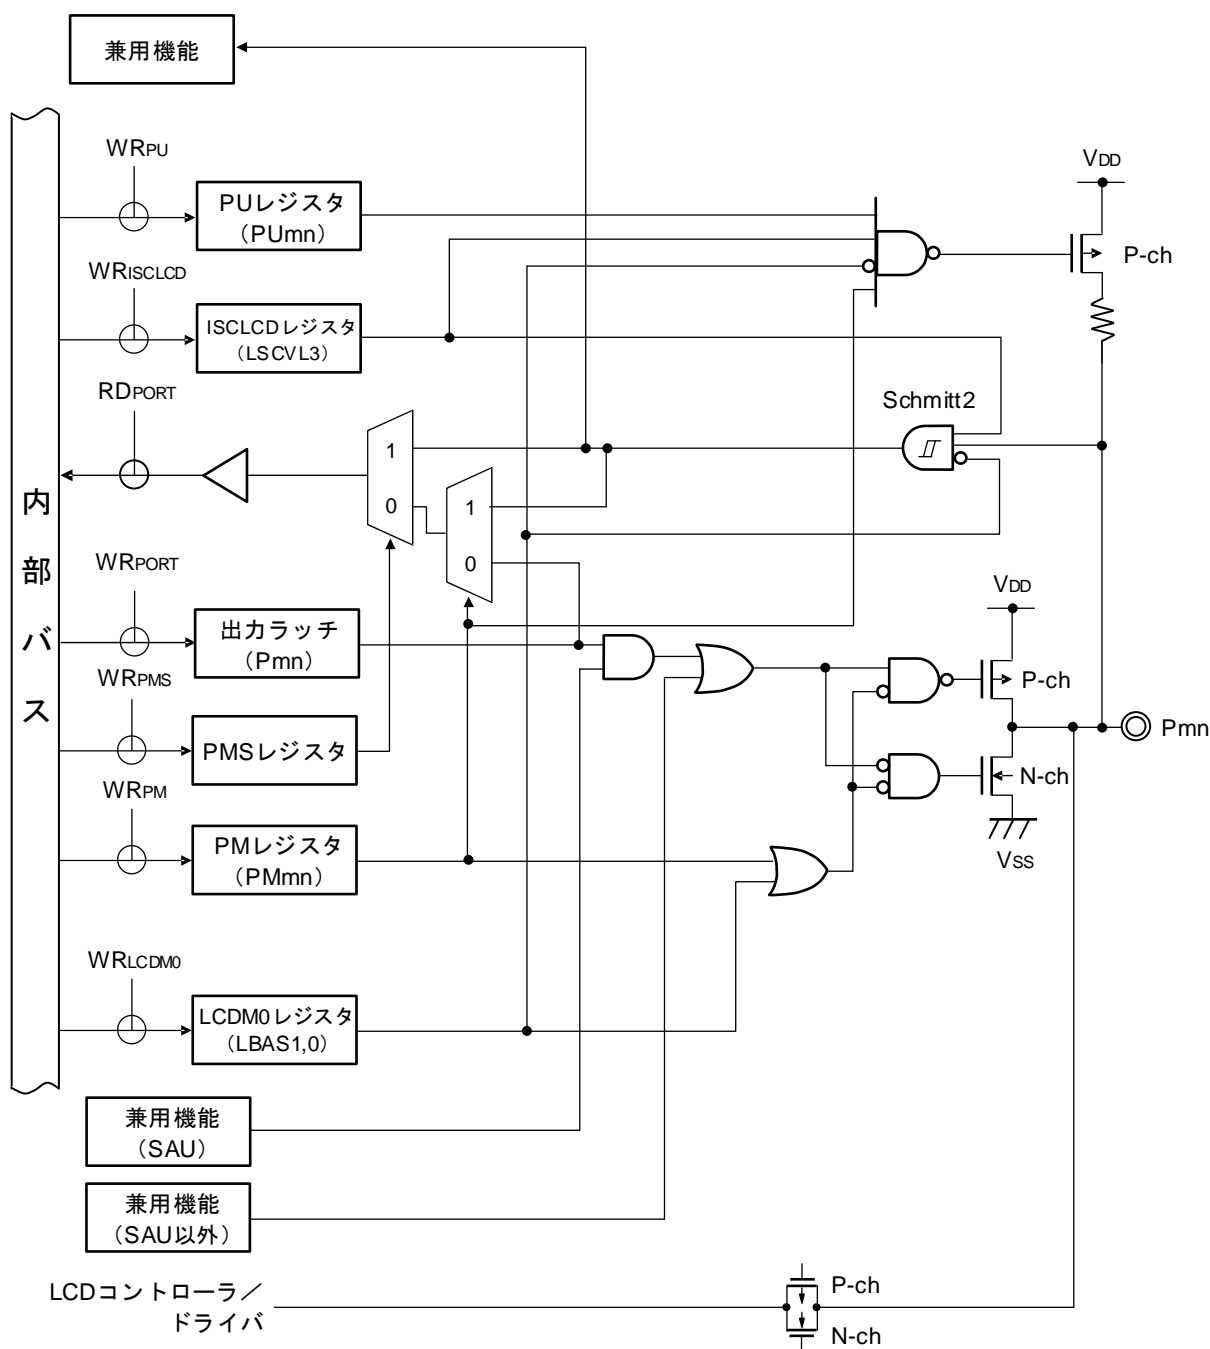 兼用機能
WRPU
VDD
PUレジスタ
（PUmn）
P-ch
WRISCLCD
ISCLCDレジスタ
（LSCVL3）
RDPORT
Schmitt2
1
0
1
0
内部バス
WRPORT
VDD
出力ラッチ
（Pmn）
WRPMS
P-ch
Pmn
PMSレジスタ
N-ch
WRPM
PMレジスタ
（PMmn）
VSS
WRLCDM0
LCDM0レジスタ
（LBAS1,0）
兼用機能
（SAU）
兼用機能
（SAU以外）
LCDコントローラ／
ドライバ
P-ch
N-ch